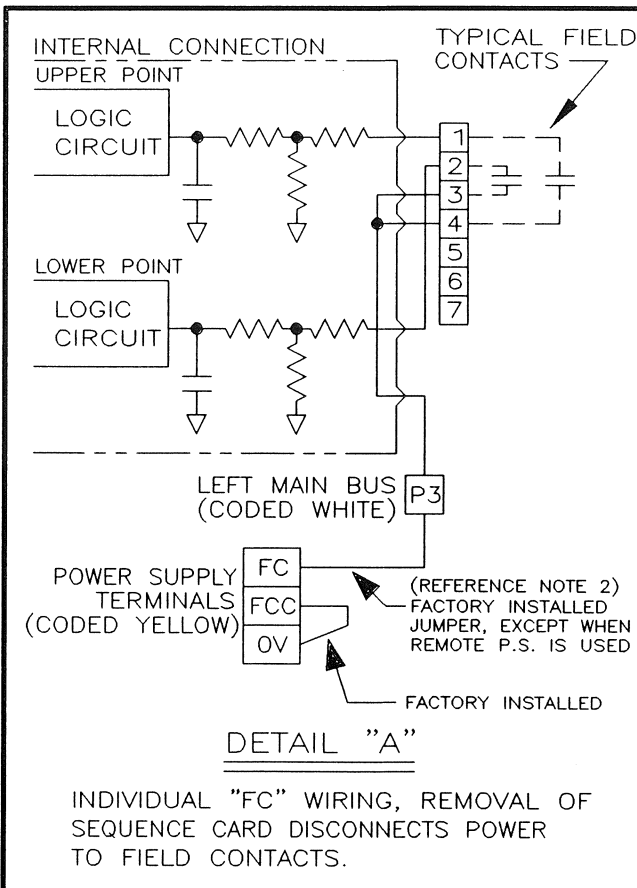 INTERNAL CONNECTION
UPPER POINT
LOGIC
CIRCUIT
TYPICAL FIELD
CONTACTS
1
2
3
4
5
6
7
LOWER POINT
LOGIC
CIRCUIT
LEFT MAIN BUS
(CODED WHITE)
P3
POWER SUPPLY
TERMINALS
(CODED YELLOW)
FC
FCC
OV
(REFERENCE NOTE 2)
FACTORY INSTALLED
JUMPER, EXCEPT WHEN
REMOTE P.S. IS USED
FACTORY INSTALLED
DETAIL "A"
INDIVIDUAL "FC" WIRING, REMOVAL OF
SEQUENCE CARD DISCONNECTS POWER
TO FIELD CONTACTS.